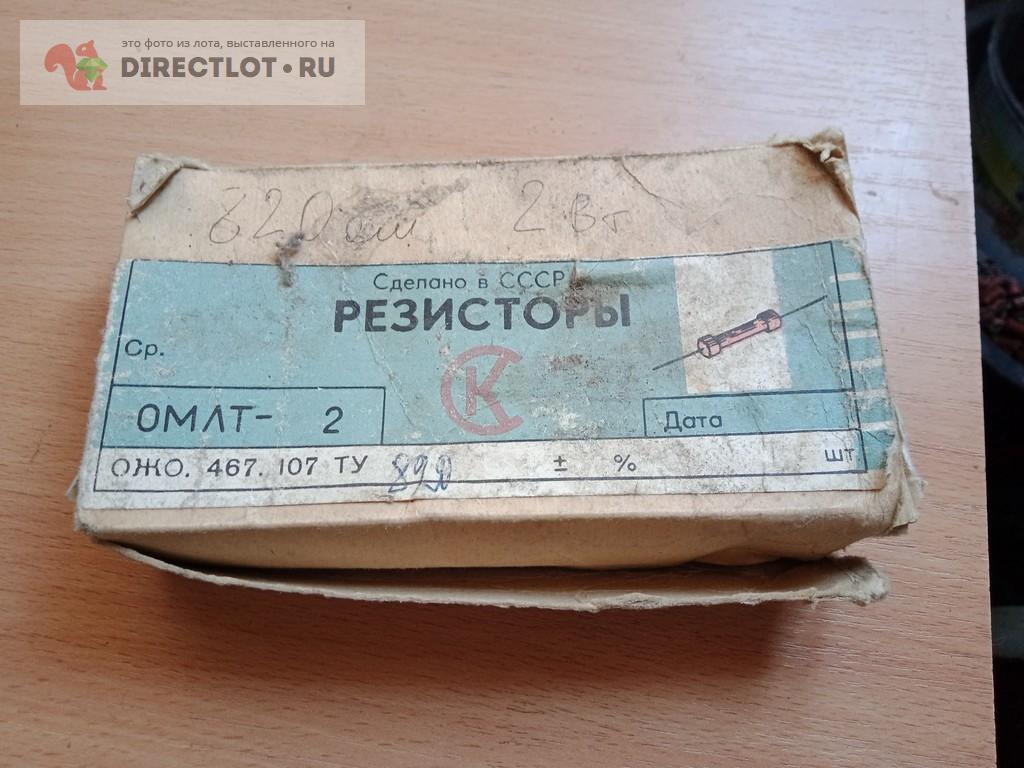 это фото из лота, выставленного на
DIRECTLOT•RU
820 ом 2 Вт
Сделано в СССР
РЕЗИСТОРЫ
Ср.
К
ОМЛТ- 2
Дата
ОЖО. 467. 107 ТУ ± % шт